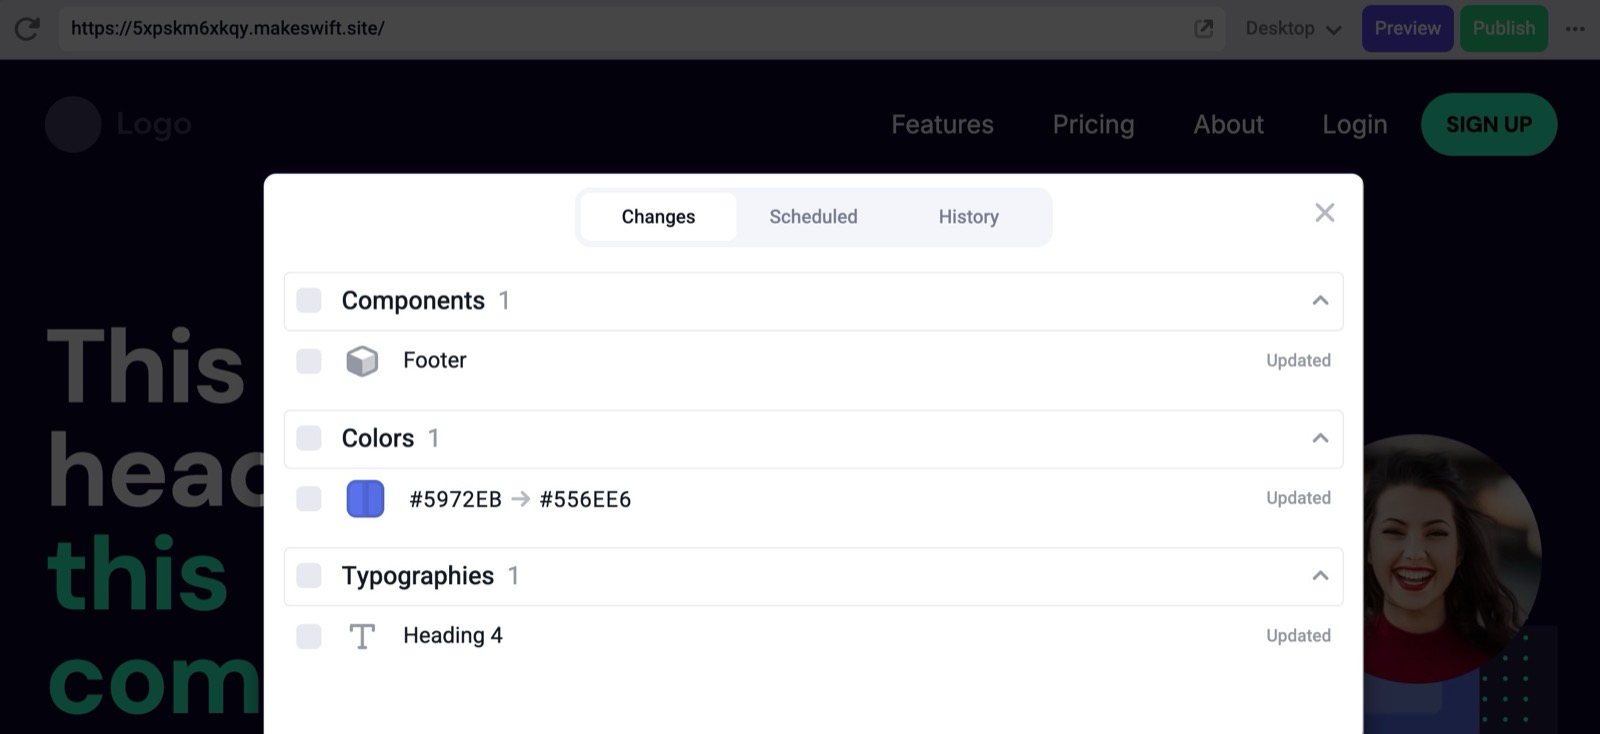 https://5xpskm6xkqy.makeswift.site/
Desktop
Preview
Publish
Logo
Features
Pricing
About
Login
SIGN UP
Changes
Scheduled
History
Components 1
Footer
Updated
Colors 1
#5972EB → #556EE6
Updated
Typographies 1
Heading 4
Updated
This
head
this
com